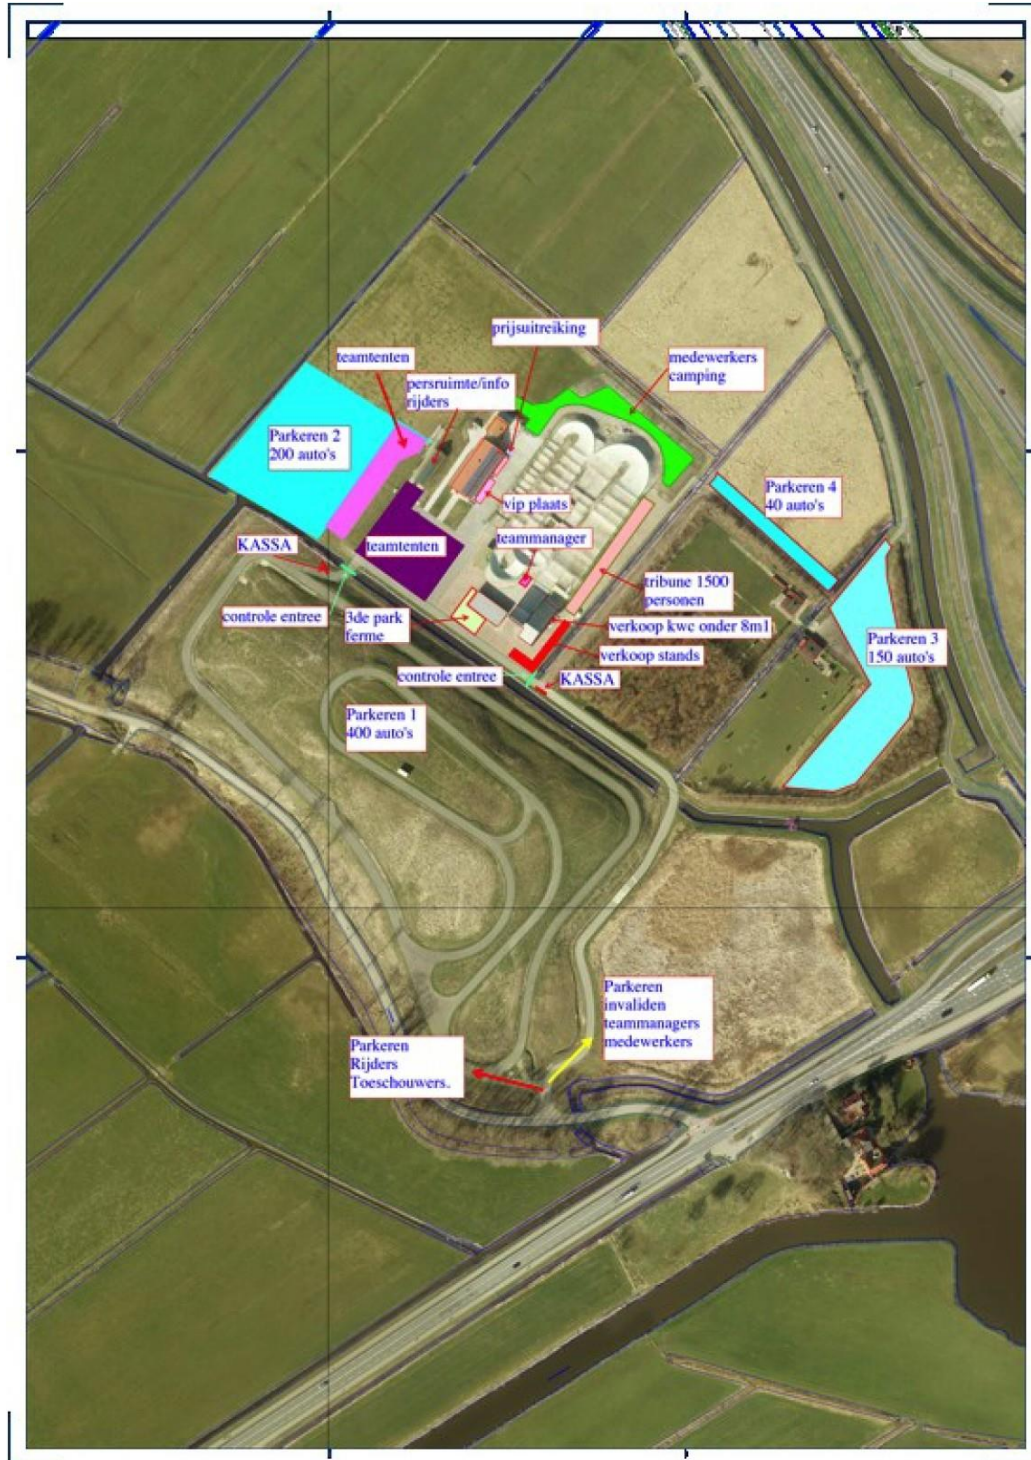 prijsuitreiking
teamtenten
medewerkers
camping
persruimte/info
rijders
Parkeren 2
200 auto's
Parkeren 4
40 auto's
vip plaats
teammanager
KASSA
teamtenten
tribune 1500
personen
controle entree
3de park
ferme
verkoop kwc onder 8m1
Parkeren 3
150 auto's
verkoop stands
controle entree
KASSA
Parkeren 1
400 auto's
Parkeren
invaliden
teammanagers
medewerkers
Parkeren
Rijders
Toeschouwers.